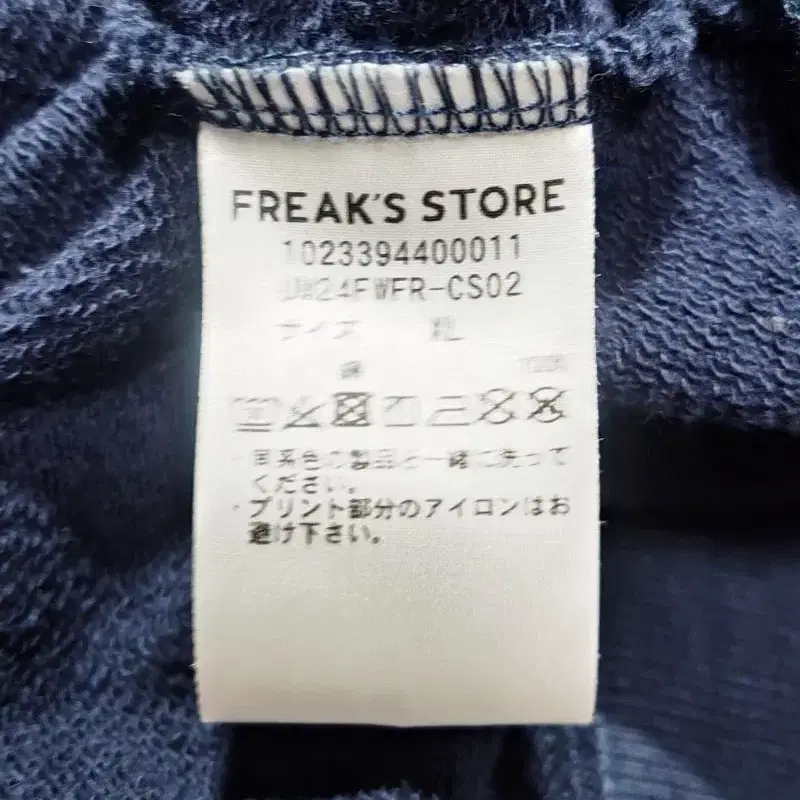 FREAK'S STORE
1023394400011
UW24FWFR-CS02
サイズ XL
綿 100%
・同系色の製品と一緒に洗って
ください。
・プリント部分のアイロンはお
避け下さい。